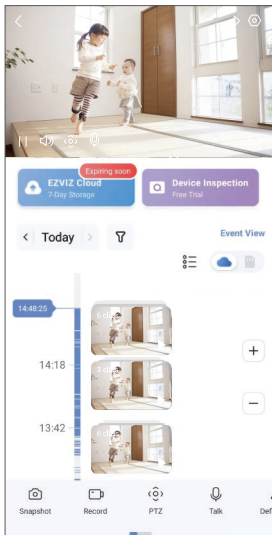 Expiring soon
EZVIZ Cloud
7-Day Storage
Device Inspection
Free Trial
Today
Event View
14:48:25
14:18
13:42
Snapshot
Record
PTZ
Talk